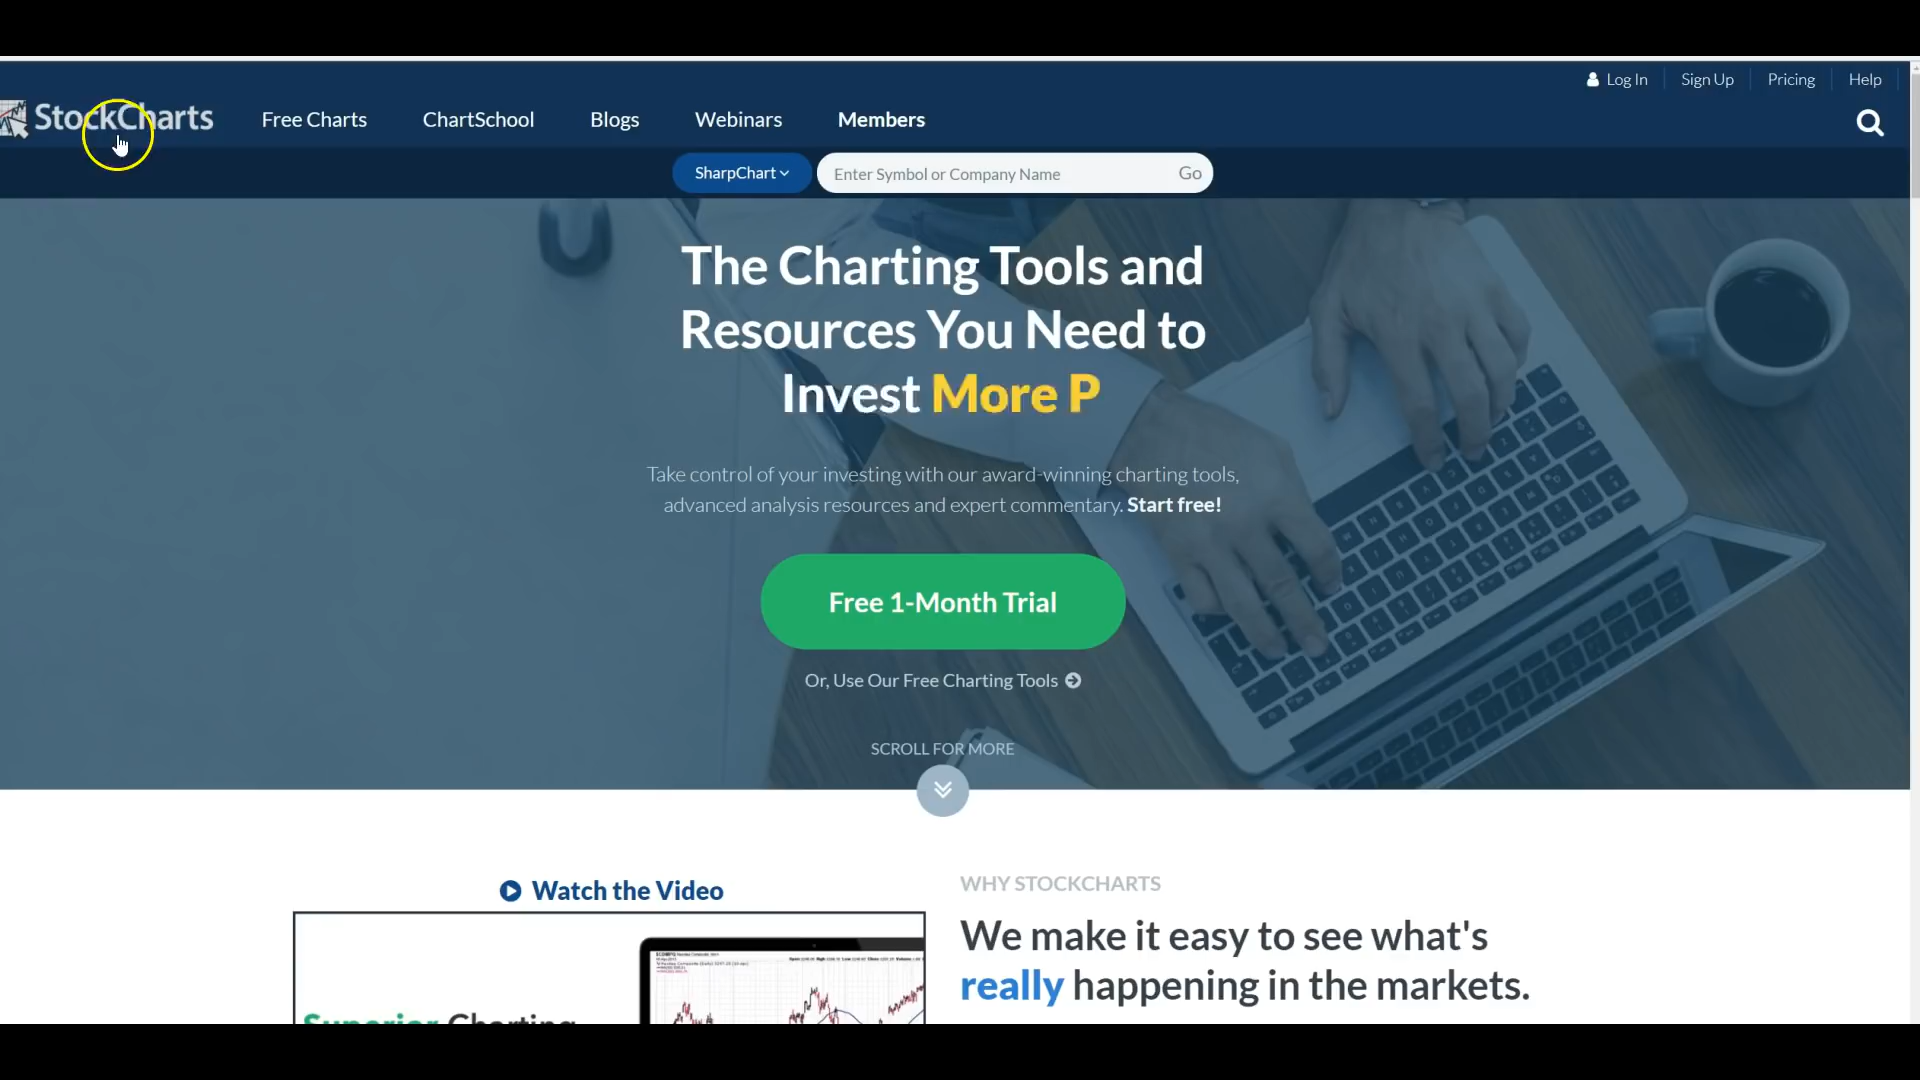 Log In
Sign Up
Pricing
Help
StockCharts
Free Charts
ChartSchool
Blogs
Webinars
Members
SharpChart
Enter Symbol or Company Name
Go
The Charting Tools and
Resources You Need to
Invest More P
Take control of your investing with our award-winning charting tools,
advanced analysis resources and expert commentary. Start free!
Free 1-Month Trial
Or, Use Our Free Charting Tools
SCROLL FOR MORE
Watch the Video
WHY STOCKCHARTS
We make it easy to see what's
really happening in the markets.
Superior Charting